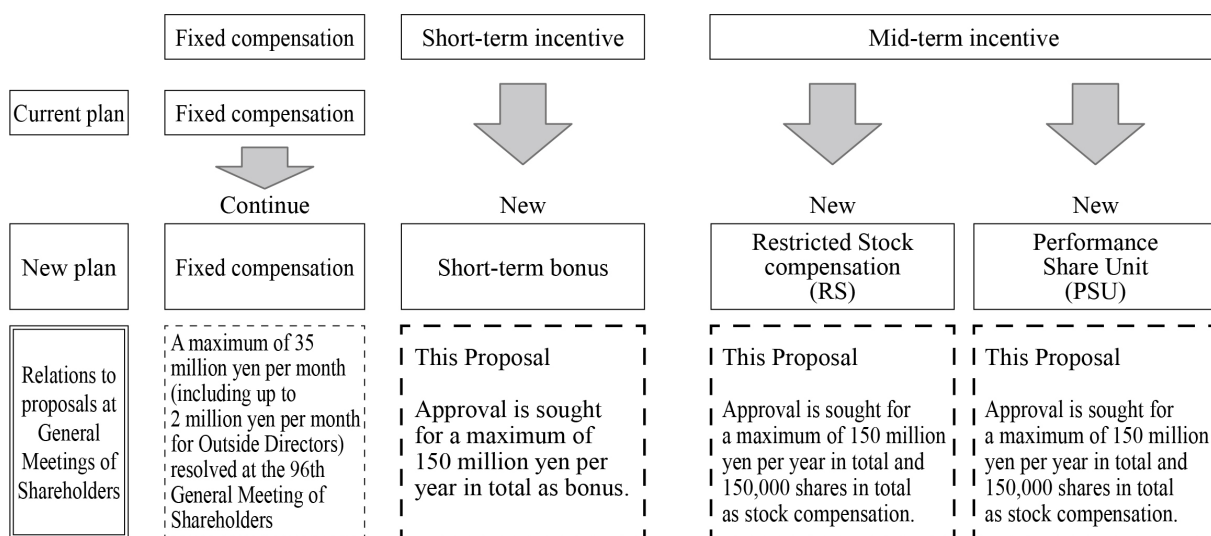 Fixed compensation
Short-term incentive
Mid-term incentive
Current plan
Fixed compensation
Continue
New
New
New
New plan
Fixed compensation
Short-term bonus
Restricted Stock
compensation
(RS)
Performance
Share Unit
(PSU)
Relations to
proposals at
General
Meetings of
Shareholders
A maximum of 35
million yen per month
(including up to
2 million yen per month
for Outside Directors)
resolved at the 96th
General Meeting of
Shareholders
This Proposal
Approval is sought
for a maximum of
150 million yen per
year in total as bonus.
This Proposal
Approval is sought for
a maximum of 150 million
yen per year in total and
150,000 shares in total
as stock compensation.
This Proposal
Approval is sought for
a maximum of 150 million
yen per year in total and
150,000 shares in total
as stock compensation.